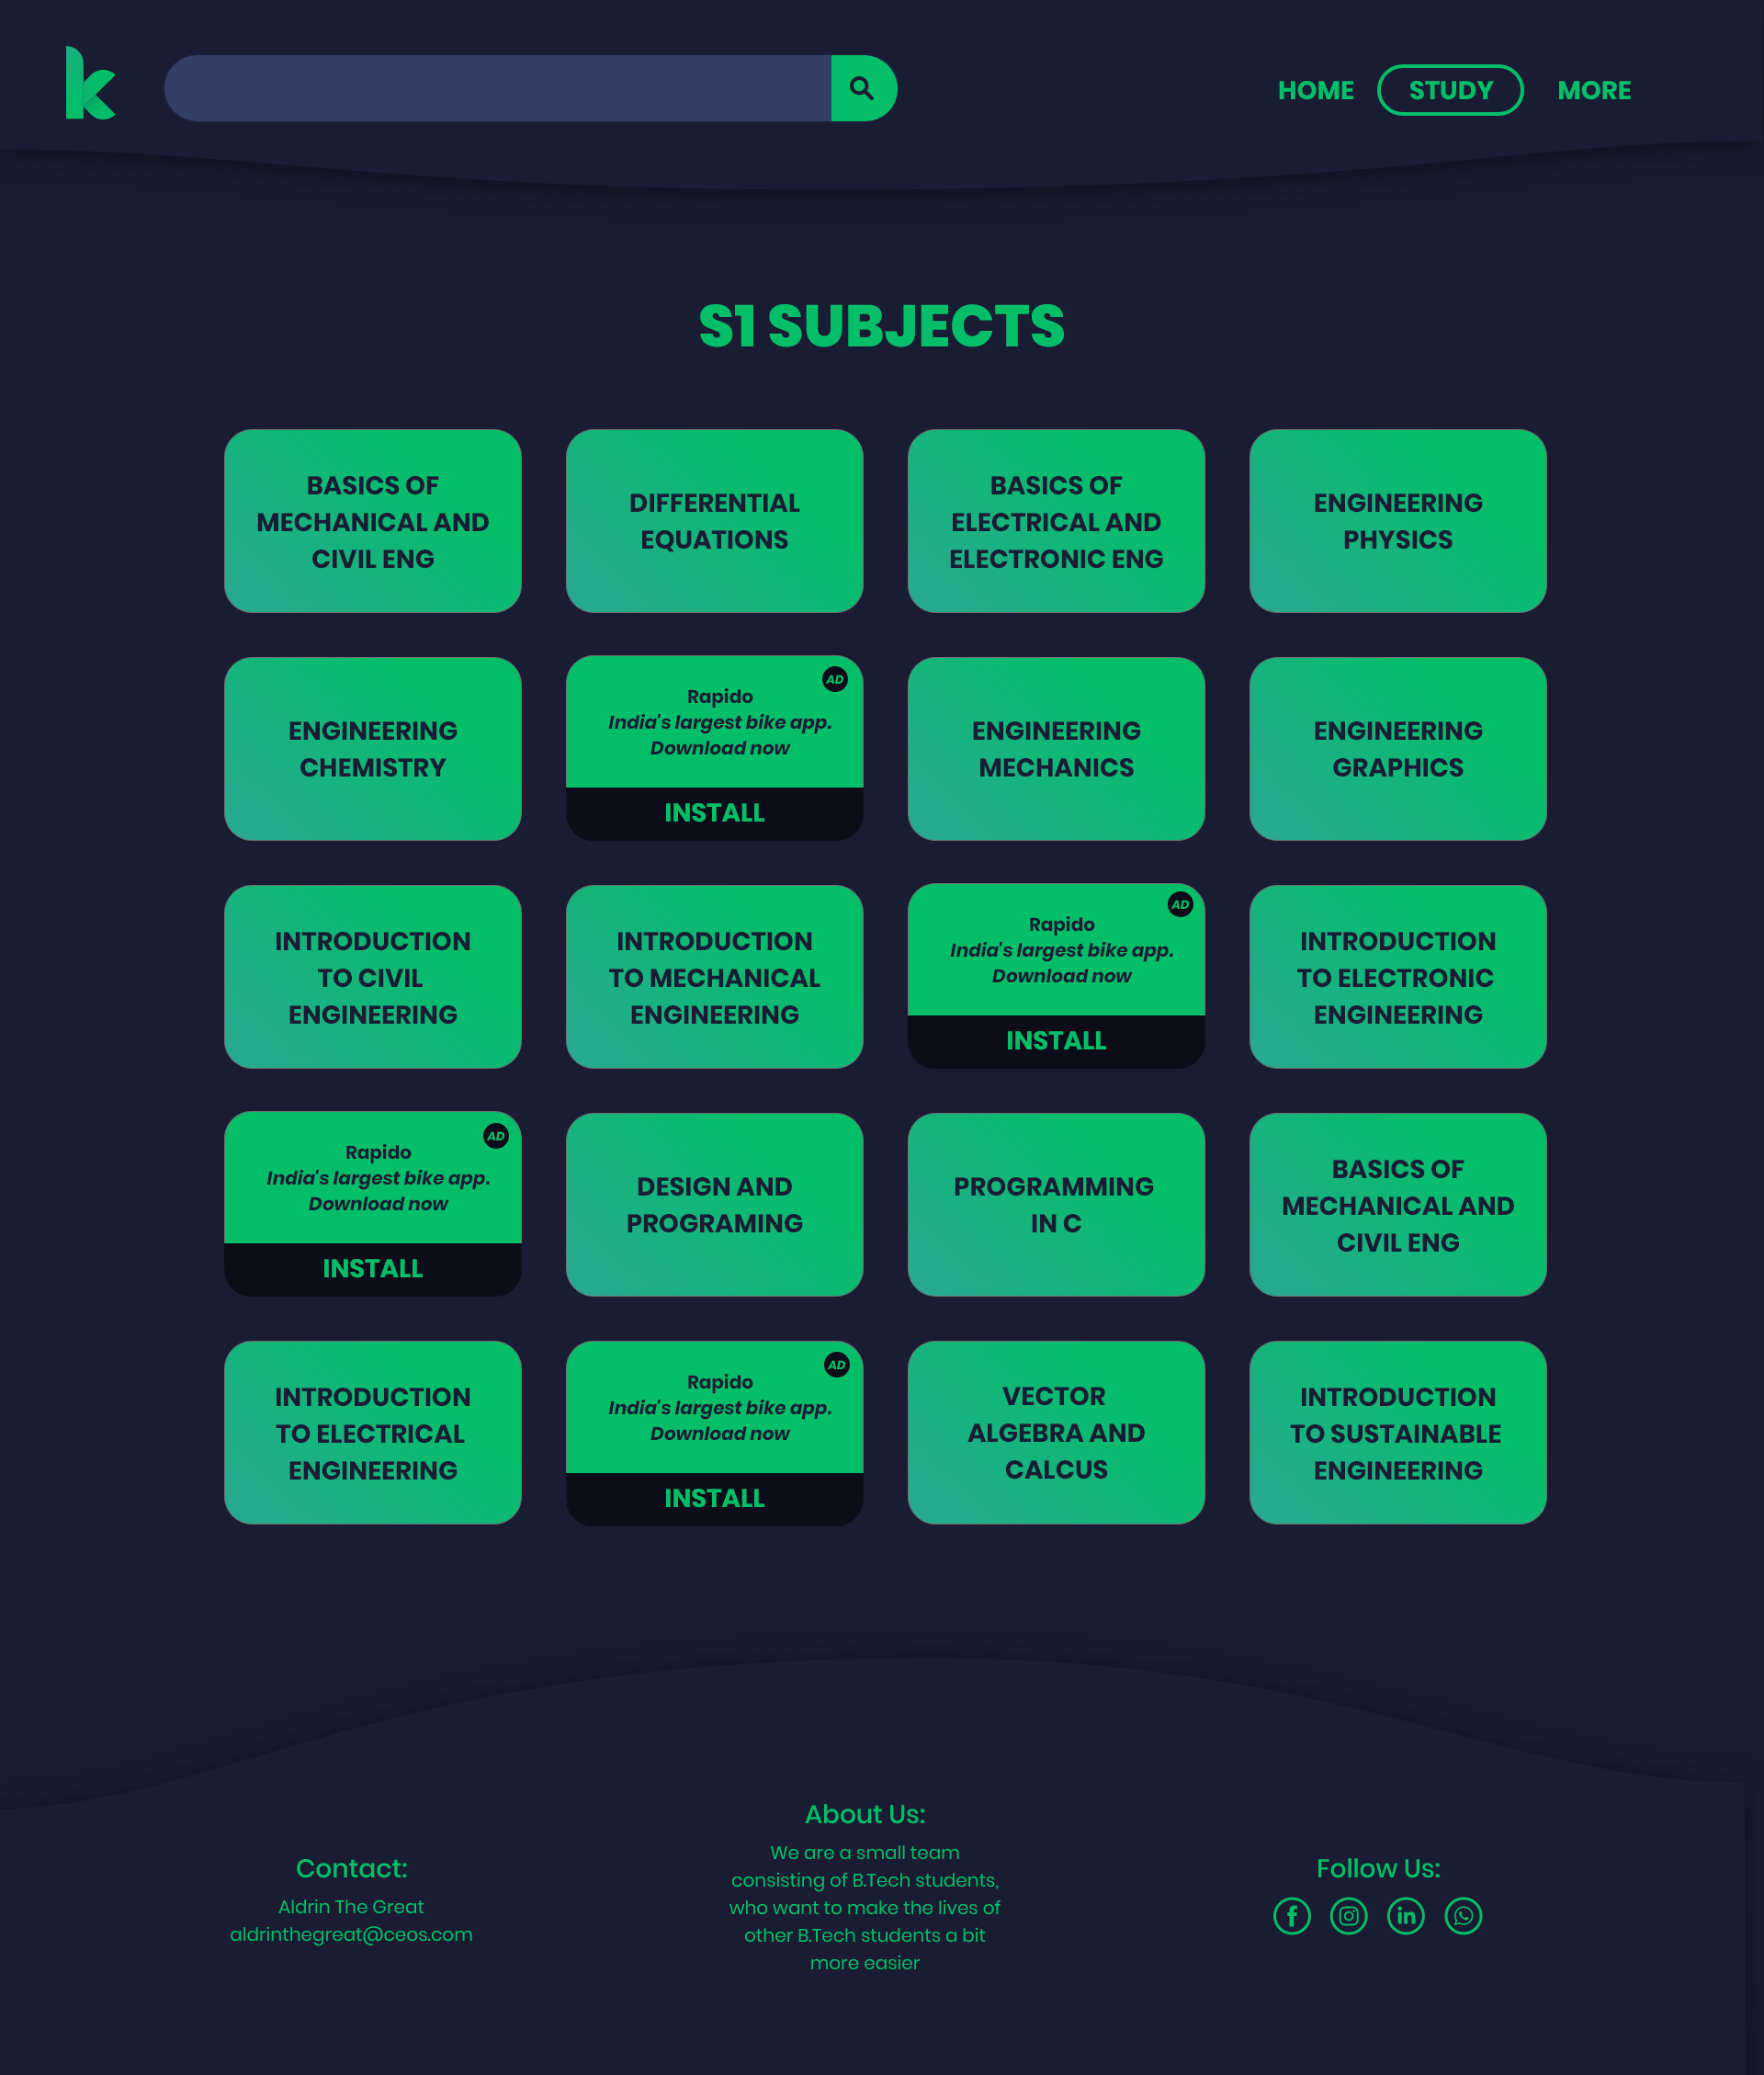 k
HOME
STUDY
MORE
S1 SUBJECTS
BASICS OF
MECHANICAL AND
CIVIL ENG
DIFFERENTIAL
EQUATIONS
BASICS OF
ELECTRICAL AND
ELECTRONIC ENG
ENGINEERING
PHYSICS
ENGINEERING
CHEMISTRY
AD
Rapido
India's largest bike app.
Download now
INSTALL
ENGINEERING
MECHANICS
ENGINEERING
GRAPHICS
INTRODUCTION
TO CIVIL
ENGINEERING
INTRODUCTION
TO MECHANICAL
ENGINEERING
AD
Rapido
India's largest bike app.
Download now
INSTALL
INTRODUCTION
TO ELECTRONIC
ENGINEERING
AD
Rapido
India's largest bike app.
Download now
INSTALL
DESIGN AND
PROGRAMING
PROGRAMMING
IN C
BASICS OF
MECHANICAL AND
CIVIL ENG
INTRODUCTION
TO ELECTRICAL
ENGINEERING
AD
Rapido
India's largest bike app.
Download now
INSTALL
VECTOR
ALGEBRA AND
CALCUS
INTRODUCTION
TO SUSTAINABLE
ENGINEERING
Contact:
Aldrin The Great
aldrinthegreat@ceos.com
About Us:
We are a small team
consisting of B.Tech students,
who want to make the lives of
other B.Tech students a bit
more easier
Follow Us: